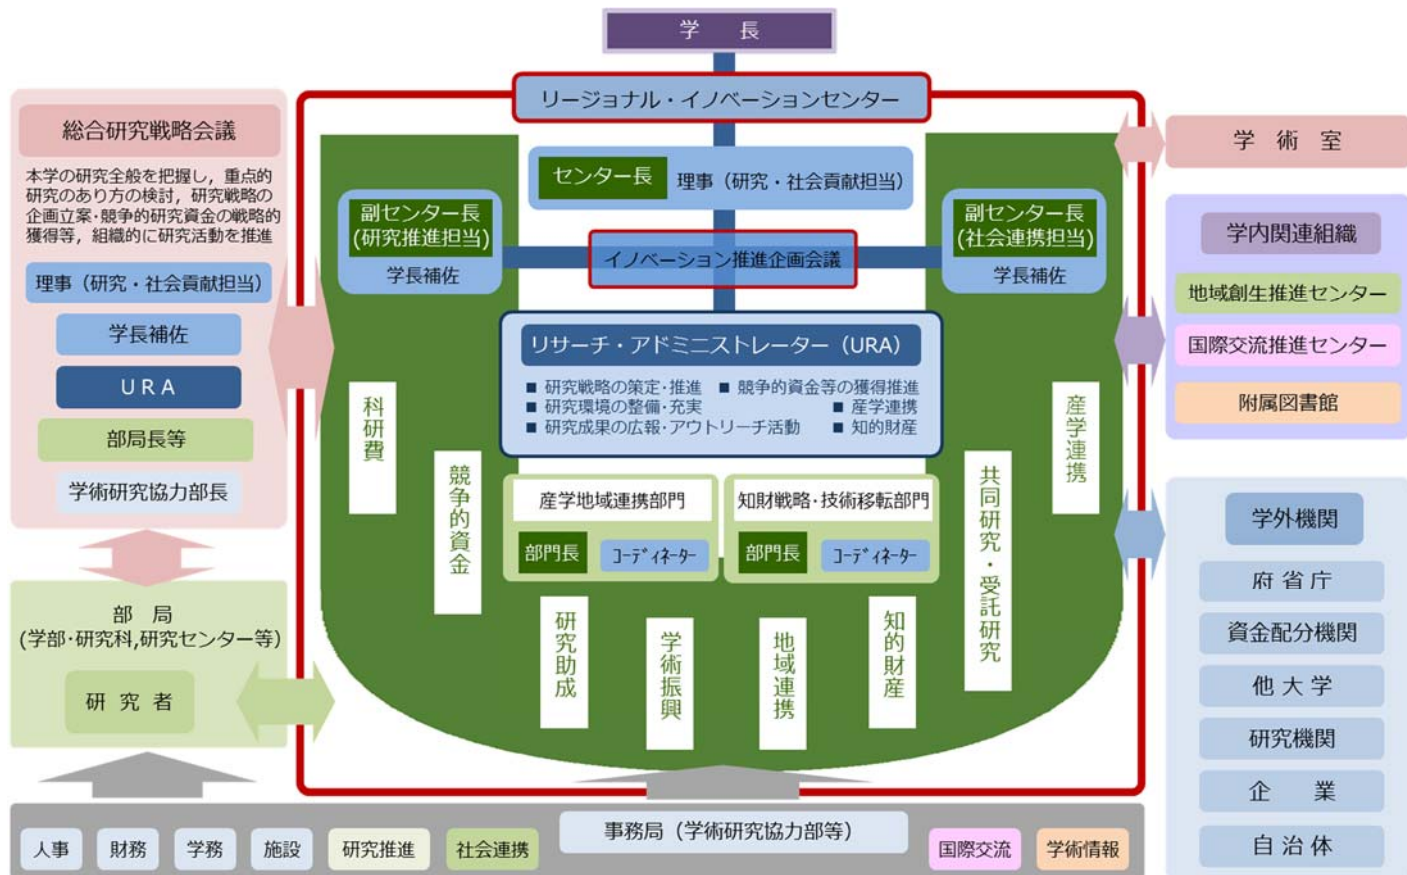 学　長
リージョナル・イノベーションセンター
総合研究戦略会議
本学の研究全般を把握し，重点的
研究のあり方の検討，研究戦略の
企画立案・競争的研究資金の戦略的
獲得等，組織的に研究活動を推進
理事（研究・社会貢献担当）
学長補佐
ＵＲＡ
部局長等
学術研究協力部長
部　局
(学部・研究科,研究センター等)
研 究 者
センター長 理事（研究・社会貢献担当）
副センター長
(研究推進担当)
学長補佐
イノベーション推進企画会議
副センター長
(社会連携担当)
学長補佐
リサーチ・アドミニストレーター（URA）
■ 研究戦略の策定・推進 ■ 競争的資金等の獲得推進
■ 研究環境の整備・充実 ■ 産学連携
■ 研究成果の広報・アウトリーチ活動 ■ 知的財産
産学地域連携部門
部門長 ｺｰﾃﾞｨﾈｰﾀｰ
知財戦略・技術移転部門
部門長 ｺｰﾃﾞｨﾈｰﾀｰ
科研費
競争的資金
研究助成
学術振興
地域連携
知的財産
共同研究・受託研究
産学連携
学 術 室
学内関連組織
地域創生推進センター
国際交流推進センター
附属図書館
学外機関
府 省 庁
資金配分機関
他 大 学
研究機関
企　業
自 治 体
人事
財務
学務
施設
研究推進
社会連携
事務局（学術研究協力部等）
国際交流
学術情報